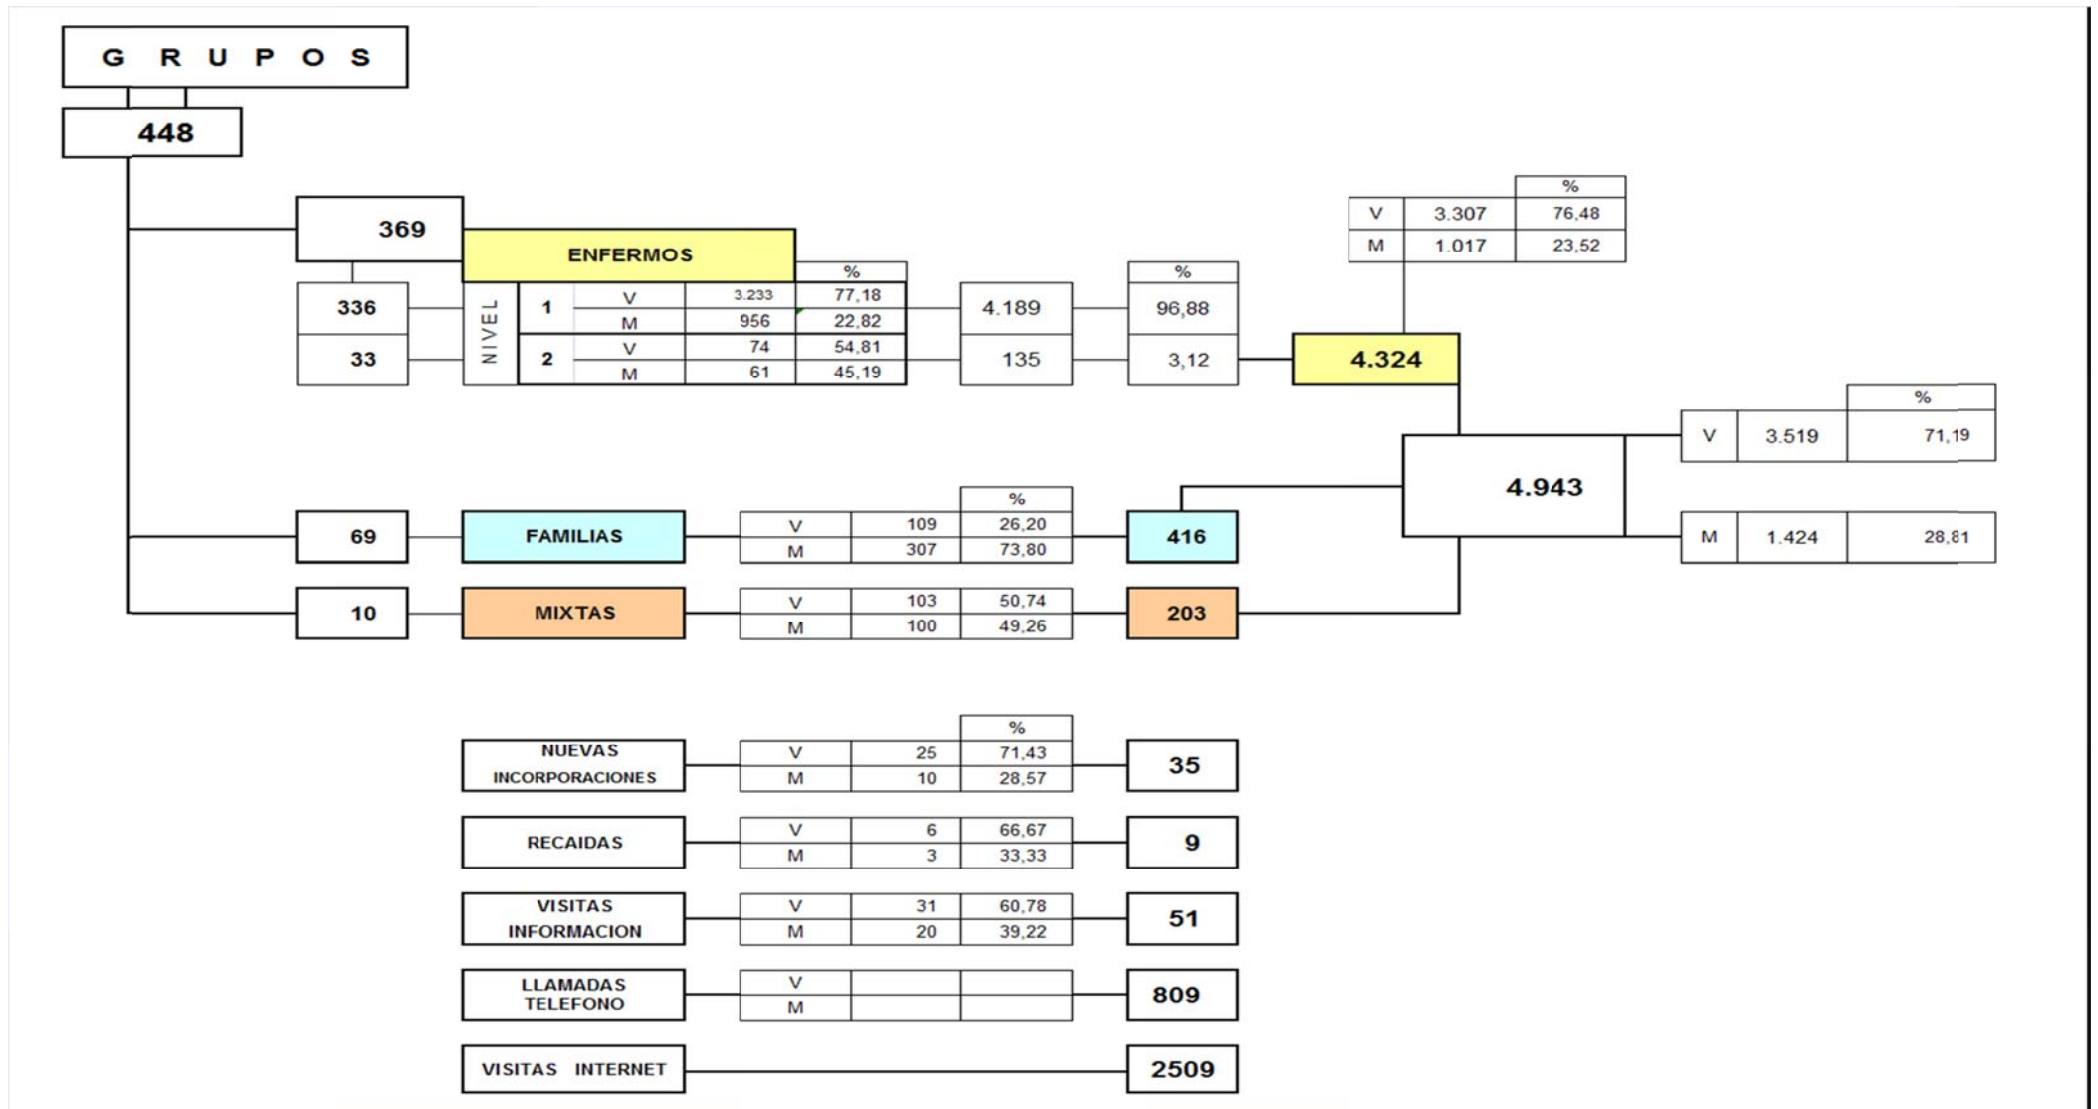 G R U P O S
448
%
V 3.307 76,48
369
M 1.017 23,52
ENFERMOS
% %
336 NIVEL 1 V 3.233 77,18 4.189 96,88
M 956 22,82
33 2 V 74 54,81 135 3,12 4.324
M 61 45,19
%
V 3.519 71,19
4.943
%
69 FAMILIAS V 109 26,20 416
M 307 73,80
M 1.424 28,81
10 MIXTAS V 103 50,74 203
M 100 49,26
%
NUEVAS V 25 71,43 35
INCORPORACIONES M 10 28,57
RECAIDAS V 6 66,67 9
M 3 33,33
VISITAS V 31 60,78 51
INFORMACION M 20 39,22
LLAMADAS V 809
TELEFONO M
VISITAS INTERNET 2509